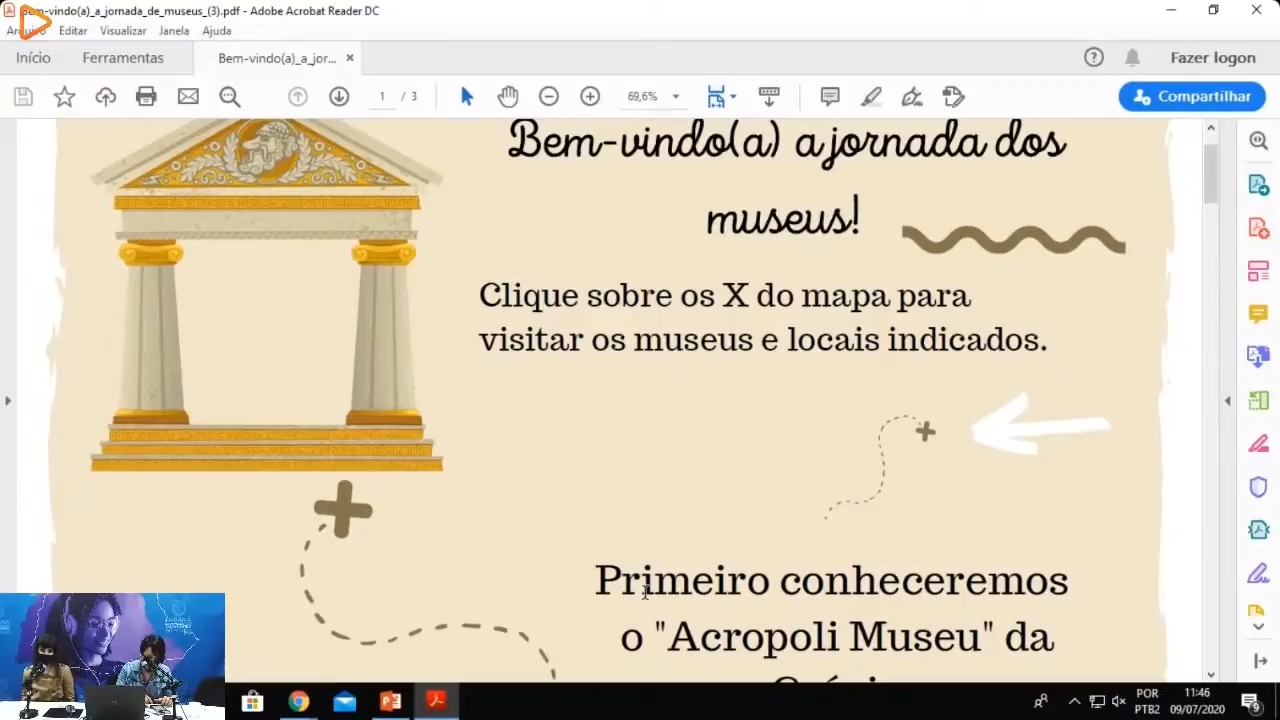 Bem-vindo(a)_a_jornada_de_museus_(3).pdf - Adobe Acrobat Reader DC
Arquivo Editar Visualizar Janela Ajuda
Início Ferramentas Bem-vindo(a)_a_jor... × Fazer logon
1 / 3 69,6% Compartilhar
Bem-vindo(a) a jornada dos
museus!
Clique sobre os X do mapa para
visitar os museus e locais indicados.
Primeiro conheceremos
o "Acropoli Museu" da
POR 11:46
PTB2 09/07/2020 9